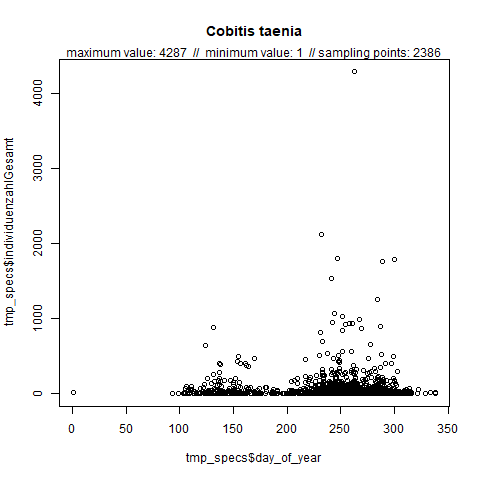 Cobitis taenia
maximum value: 4287 // minimum value: 1 // sampling points: 2386
tmp_specs$individuenzahlGesamt
4000
3000
2000
1000
0
0 50 100 150 200 250 300 350
tmp_specs$day_of_year